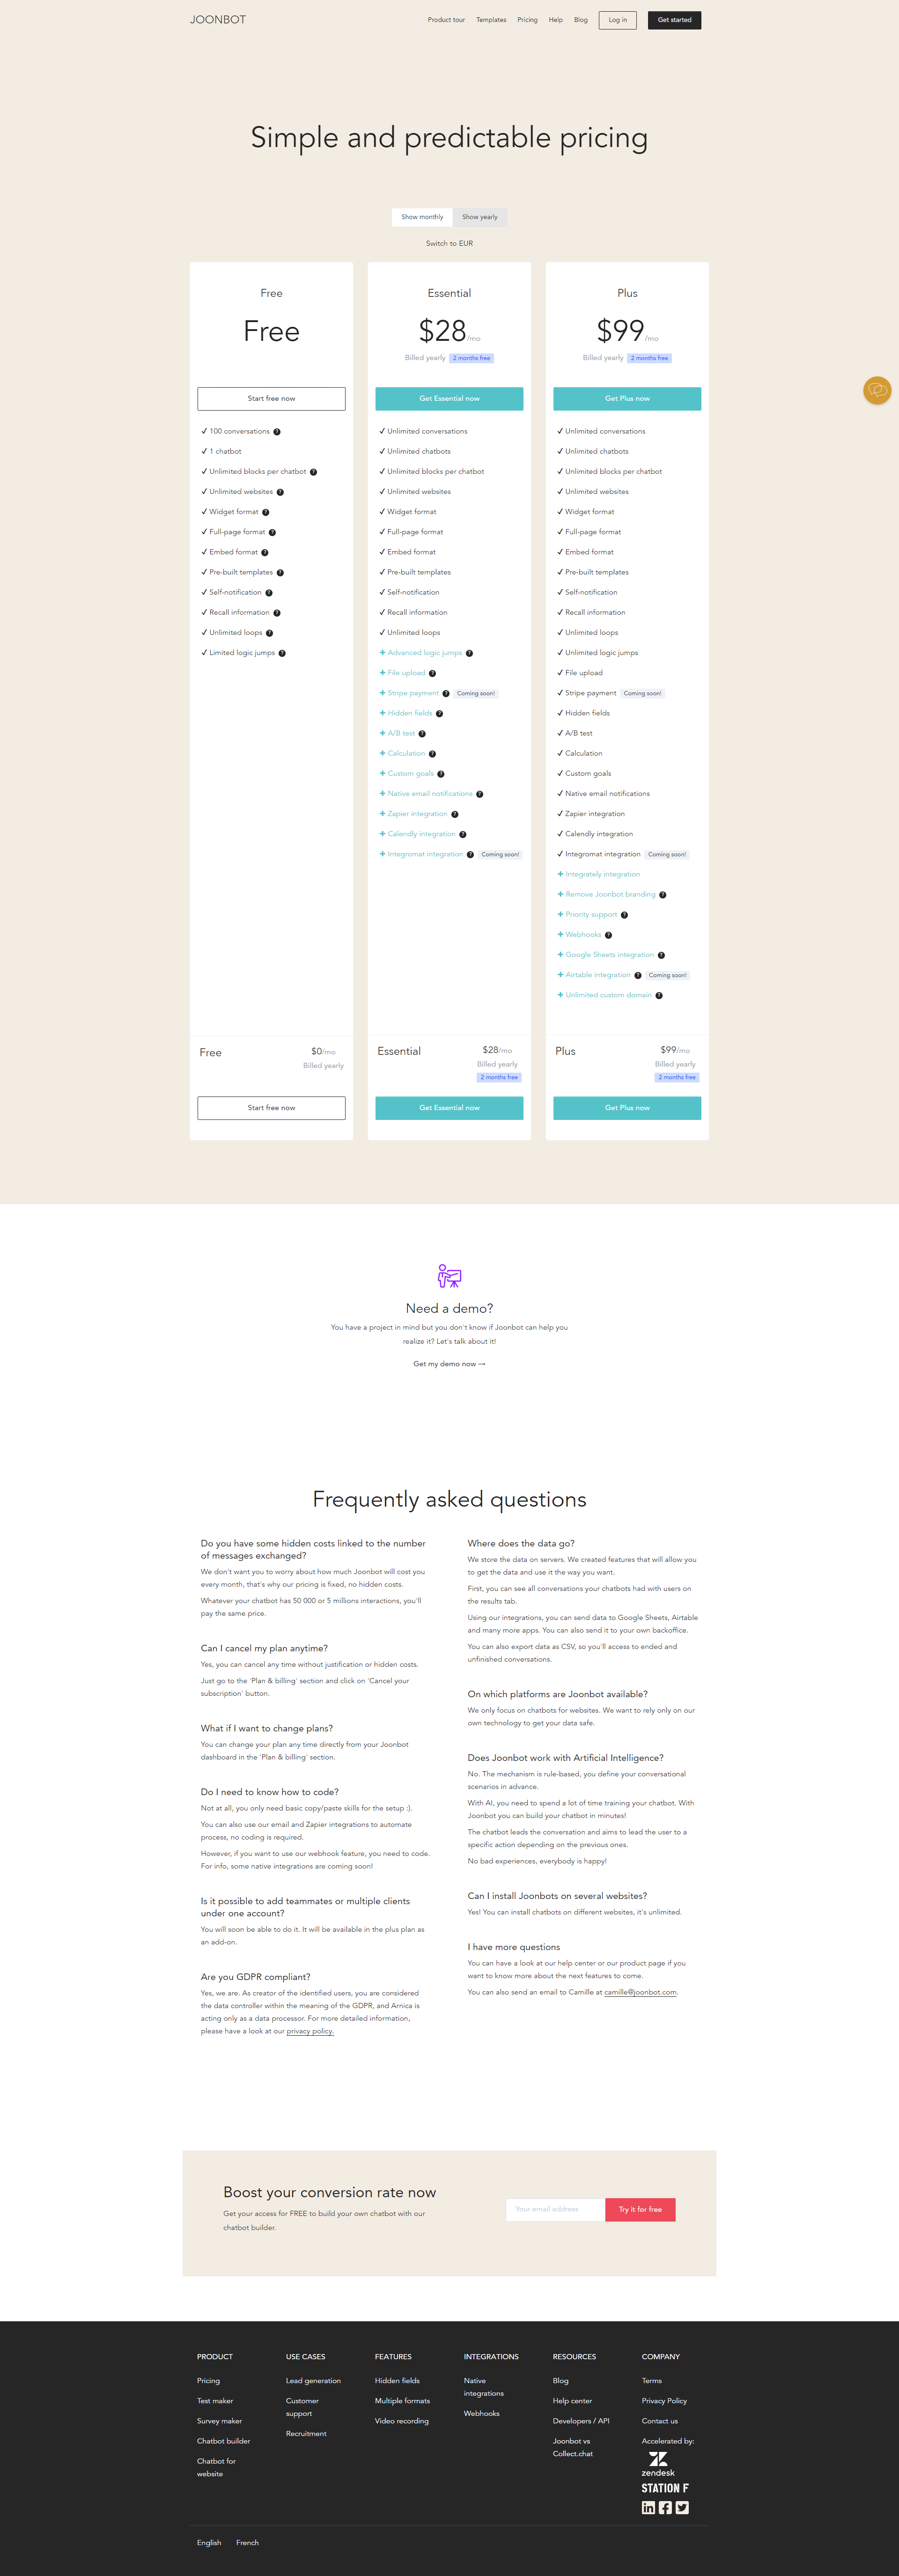 JOONBOT
Product tour
Templates
Pricing
Help
Blog
Log in
Get started
Simple and predictable pricing
Show monthly
Show yearly
Switch to EUR
Free
Free
Start free now
✓ 100 conversations ?
✓ 1 chatbot
✓ Unlimited blocks per chatbot ?
✓ Unlimited websites ?
✓ Widget format ?
✓ Full-page format ?
✓ Embed format ?
✓ Pre-built templates ?
✓ Self-notification ?
✓ Recall information ?
✓ Unlimited loops ?
✓ Limited logic jumps ?
Free
$0/mo
Billed yearly
Start free now
Essential
$28/mo
Billed yearly 2 months free
Get Essential now
✓ Unlimited conversations
✓ Unlimited chatbots
✓ Unlimited blocks per chatbot
✓ Unlimited websites
✓ Widget format
✓ Full-page format
✓ Embed format
✓ Pre-built templates
✓ Self-notification
✓ Recall information
✓ Unlimited loops
+ Advanced logic jumps ?
+ File upload ?
+ Stripe payment ? Coming soon!
+ Hidden fields ?
+ A/B test ?
+ Calculation ?
+ Custom goals ?
+ Native email notifications ?
+ Zapier integration ?
+ Calendly integration ?
+ Integromat integration ? Coming soon!
Essential
$28/mo
Billed yearly
2 months free
Get Essential now
Plus
$99/mo
Billed yearly 2 months free
Get Plus now
✓ Unlimited conversations
✓ Unlimited chatbots
✓ Unlimited blocks per chatbot
✓ Unlimited websites
✓ Widget format
✓ Full-page format
✓ Embed format
✓ Pre-built templates
✓ Self-notification
✓ Recall information
✓ Unlimited loops
✓ Unlimited logic jumps
✓ File upload
✓ Stripe payment Coming soon!
✓ Hidden fields
✓ A/B test
✓ Calculation
✓ Custom goals
✓ Native email notifications
✓ Zapier integration
✓ Calendly integration
✓ Integromat integration Coming soon!
+ Integrately integration
+ Remove Joonbot branding ?
+ Priority support ?
+ Webhooks ?
+ Google Sheets integration ?
+ Airtable integration ? Coming soon!
+ Unlimited custom domain ?
Plus
$99/mo
Billed yearly
2 months free
Get Plus now
Need a demo?
You have a project in mind but you don't know if Joonbot can help you
realize it? Let's talk about it!
Get my demo now →
Frequently asked questions
Do you have some hidden costs linked to the number
of messages exchanged?
We don't want you to worry about how much Joonbot will cost you
every month, that's why our pricing is fixed, no hidden costs.
Whatever your chatbot has 50 000 or 5 millions interactions, you'll
pay the same price.
Can I cancel my plan anytime?
Yes, you can cancel any time without justification or hidden costs.
Just go to the 'Plan & billing' section and click on 'Cancel your
subscription' button.
What if I want to change plans?
You can change your plan any time directly from your Joonbot
dashboard in the 'Plan & billing' section.
Do I need to know how to code?
Not at all, you only need basic copy/paste skills for the setup :).
You can also use our email and Zapier integrations to automate
process, no coding is required.
However, if you want to use our webhook feature, you need to code.
For info, some native integrations are coming soon!
Is it possible to add teammates or multiple clients
under one account?
You will soon be able to do it. It will be available in the plus plan as
an add-on.
Are you GDPR compliant?
Yes, we are. As creator of the identified users, you are considered
the data controller within the meaning of the GDPR, and Arnica is
acting only as a data processor. For more detailed information,
please have a look at our privacy policy.
Where does the data go?
We store the data on servers. We created features that will allow you
to get the data and use it the way you want.
First, you can see all conversations your chatbots had with users on
the results tab.
Using our integrations, you can send data to Google Sheets, Airtable
and many more apps. You can also send it to your own backoffice.
You can also export data as CSV, so you'll access to ended and
unfinished conversations.
On which platforms are Joonbot available?
We only focus on chatbots for websites. We want to rely only on our
own technology to get your data safe.
Does Joonbot work with Artificial Intelligence?
No. The mechanism is rule-based, you define your conversational
scenarios in advance.
With AI, you need to spend a lot of time training your chatbot. With
Joonbot you can build your chatbot in minutes!
The chatbot leads the conversation and aims to lead the user to a
specific action depending on the previous ones.
No bad experiences, everybody is happy!
Can I install Joonbots on several websites?
Yes! You can install chatbots on different websites, it's unlimited.
I have more questions
You can have a look at our help center or our product page if you
want to know more about the next features to come.
You can also send an email to Camille at camille@joonbot.com.
Boost your conversion rate now
Get your access for FREE to build your own chatbot with our
chatbot builder.
Your email address
Try it for free
PRODUCT
Pricing
Test maker
Survey maker
Chatbot builder
Chatbot for
website
USE CASES
Lead generation
Customer
support
Recruitment
FEATURES
Hidden fields
Multiple formats
Video recording
INTEGRATIONS
Native
integrations
Webhooks
RESOURCES
Blog
Help center
Developers / API
Joonbot vs
Collect.chat
COMPANY
Terms
Privacy Policy
Contact us
Accelerated by:
zendesk
STATION F
English
French